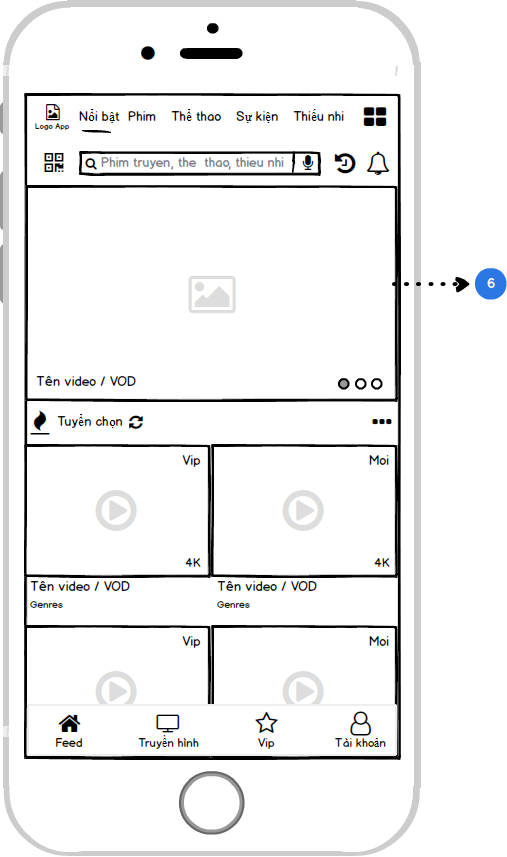 Logo App
Nổi bật Phim Thể thao Sự kiện Thiếu nhi
Phim truyen, the thao, thieu nhi
6
Tên video / VOD
Tuyển chọn
Vip Moi
4K 4K
Tên video / VOD Tên video / VOD
Genres Genres
Vip Moi
Feed Truyền hình Vip Tài khoản